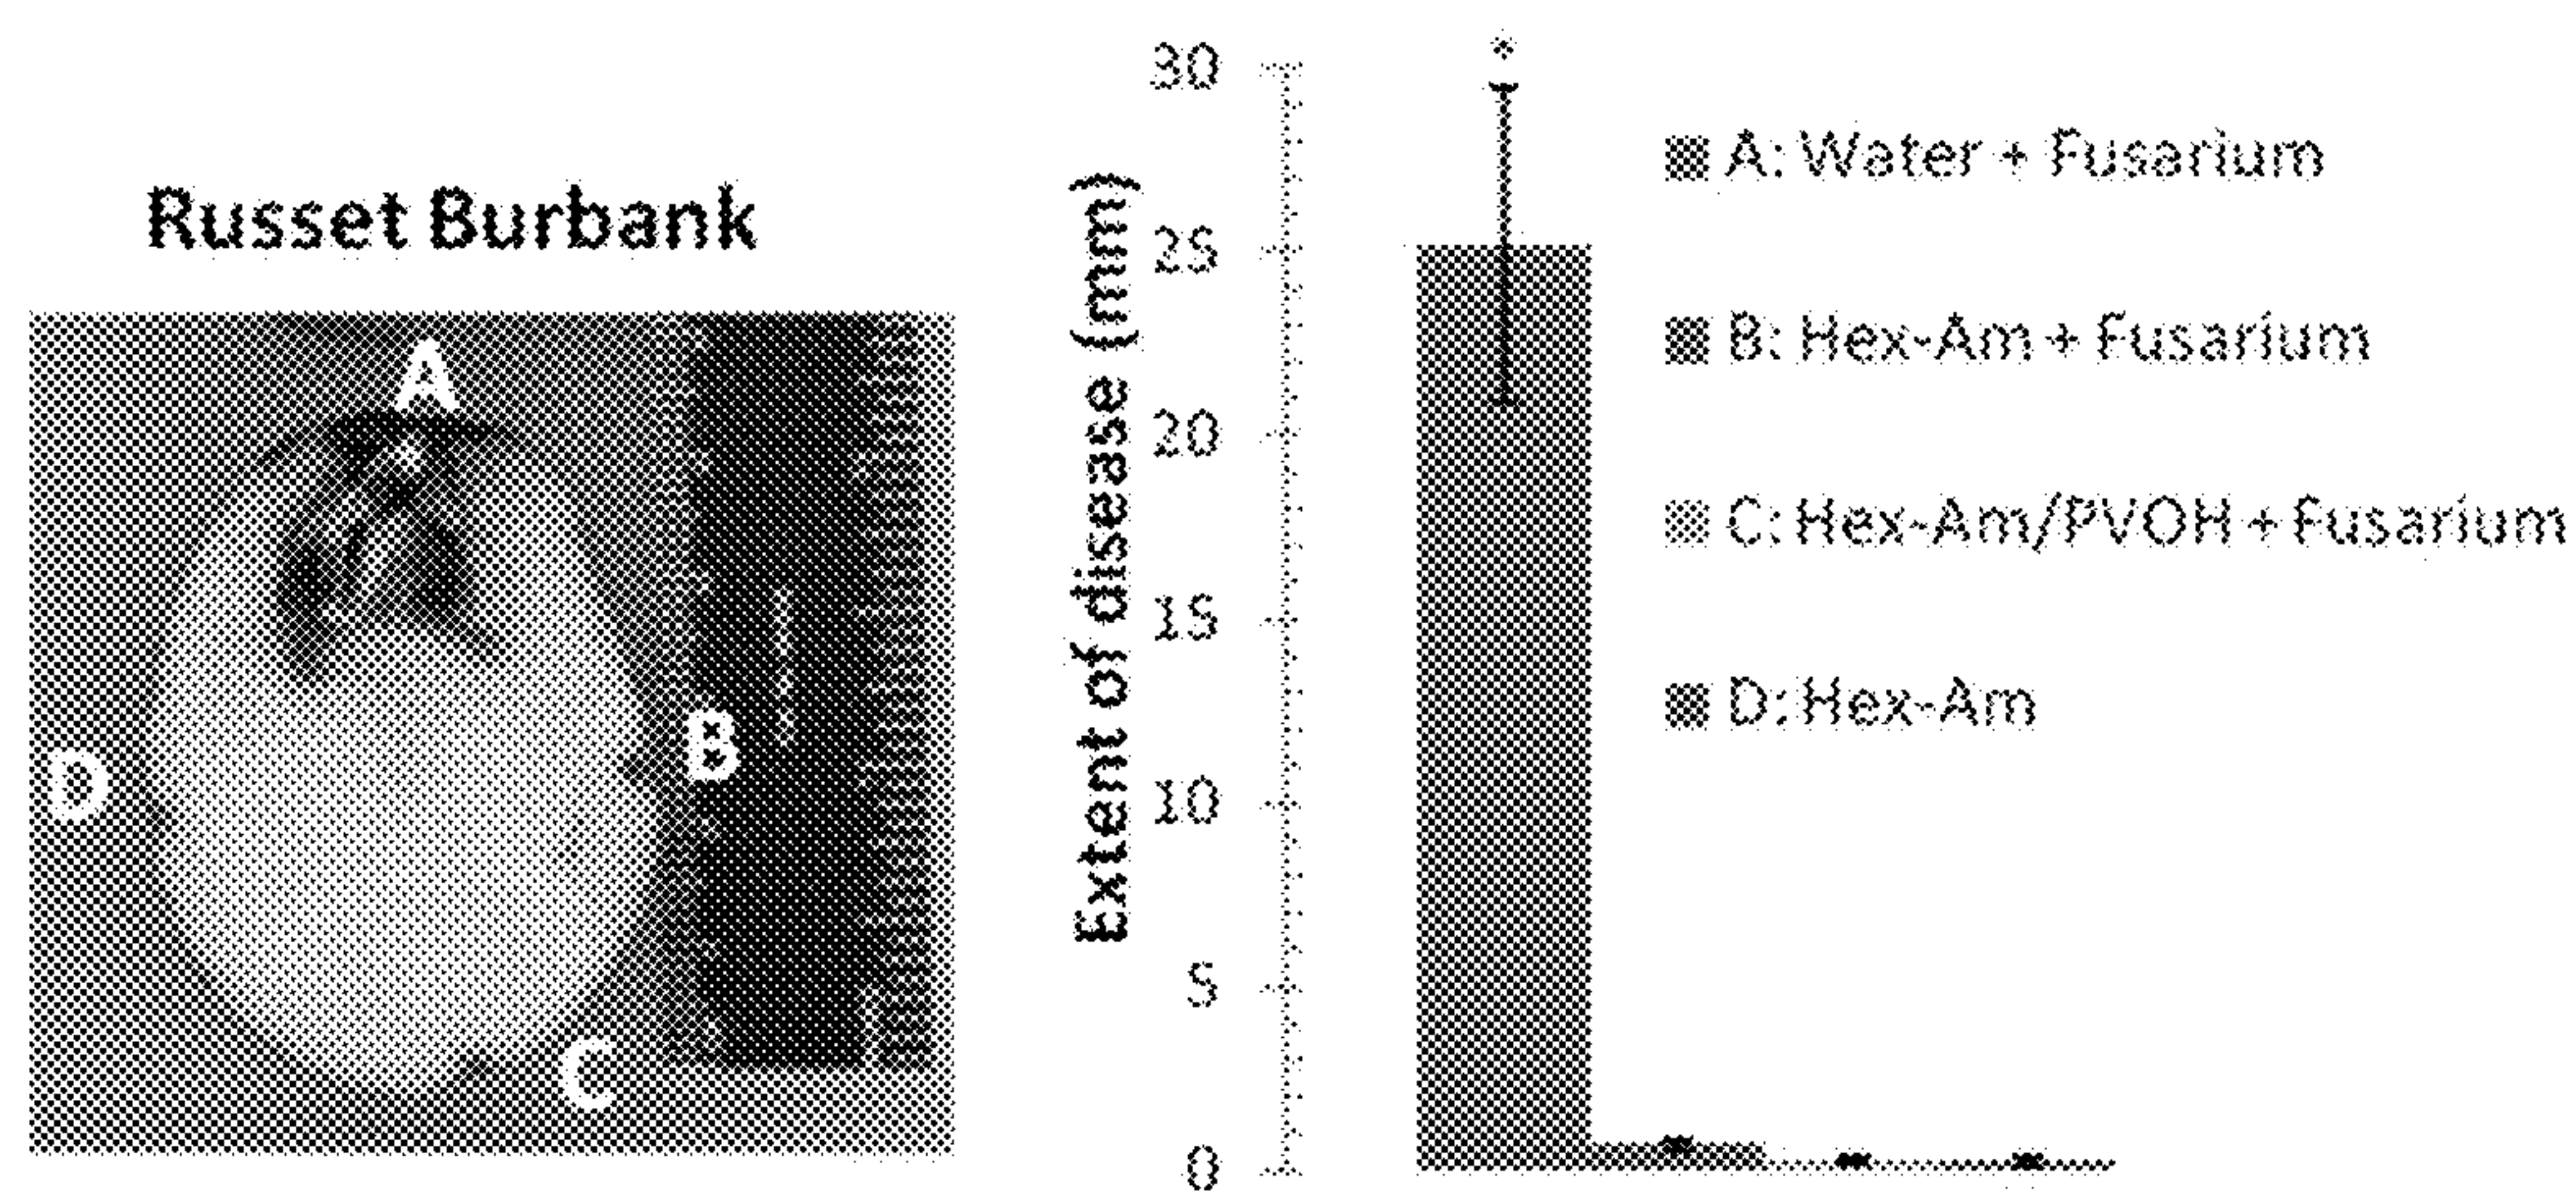 Russet Burbank
A
*
B
C
D
Extent of disease (mm)
30
25
20
15
10
5
0
*
A: Water + Fusarium
B: Hex-Am + Fusarium
C: Hex-Am/PVOH + Fusarium
D: Hex-Am